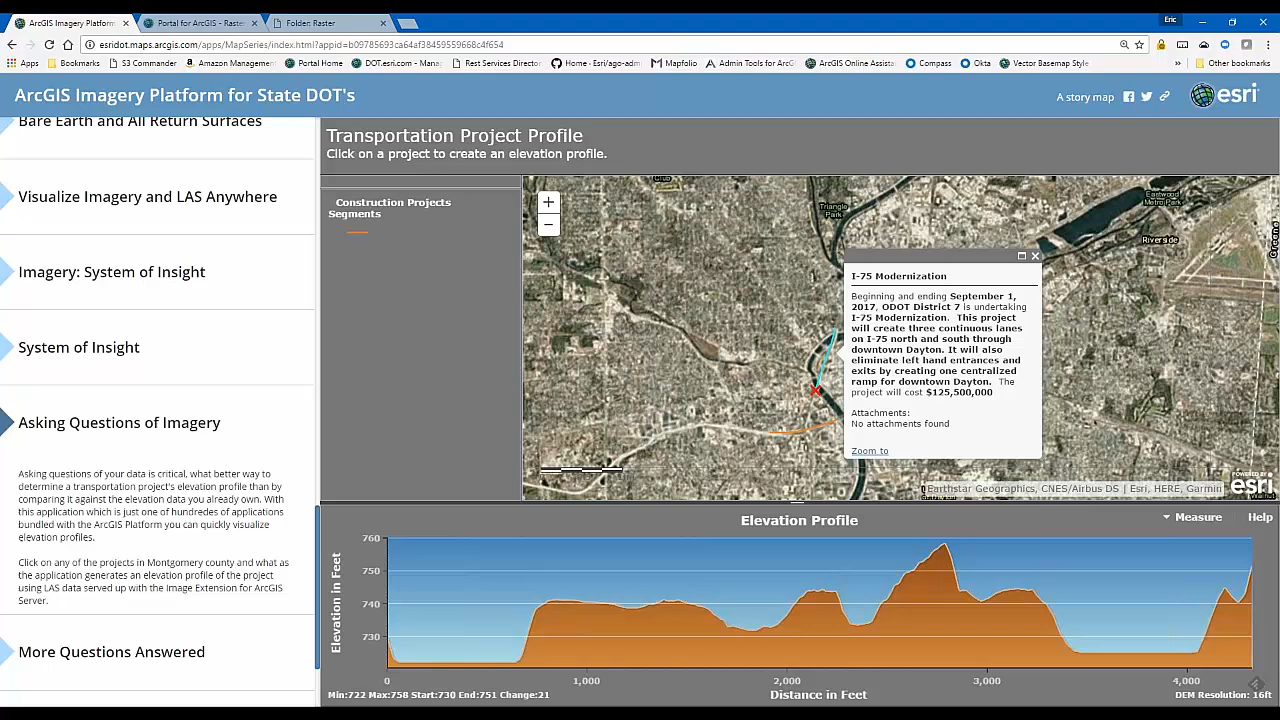 ArcGIS Imagery Platform
Portal for ArcGIS - Raster
Folder: Raster
Eric
esridot.maps.arcgis.com/apps/MapSeries/index.html?appid=b09785693ca64af38459559668c4f654
Apps
Bookmarks
S3 Commander
Amazon Managemen
Portal Home
DOT.esri.com - Mana
Rest Services Director
Home · Esri/ago-adm
Mapfolio
Admin Tools for ArcG
ArcGIS Online Assista
Compass
Okta
Vector Basemap Style
»
Other bookmarks
ArcGIS Imagery Platform for State DOT's
A story map
esri
Bare Earth and All Return Surfaces
Visualize Imagery and LAS Anywhere
Imagery: System of Insight
System of Insight
Asking Questions of Imagery
Asking questions of your data is critical, what better way to
determine a transportation project's elevation profile than by
comparing it against the elevation data you already own. With
this application which is just one of hundredes of applications
bundled with the ArcGIS Platform you can quickly visualize
elevation profiles.
Click on any of the projects in Montgomery county and what as
the application generates an elevation profile of the project
using LAS data served up with the Image Extension for ArcGIS
Server.
More Questions Answered
Transportation Project Profile
Click on a project to create an elevation profile.
Construction Projects
Segments
+
−
Triangle
Park
Eastwood
Metro Park
Riverside
Greene
I-75 Modernization
Beginning and ending September 1,
2017, ODOT District 7 is undertaking
I-75 Modernization. This project
will create three continuous lanes
on I-75 north and south through
downtown Dayton. It will also
eliminate left hand entrances and
exits by creating one centralized
ramp for downtown Dayton. The
project will cost $125,500,000
Attachments:
No attachments found
Zoom to
Earthstar Geographics, CNES/Airbus DS | Esri, HERE, Garmin
POWERED BY
esri
Elevation Profile
Measure
Help
Elevation in Feet
760
750
740
730
0
1,000
2,000
3,000
4,000
Min:722 Max:758 Start:730 End:751 Change:21
Distance in Feet
DEM Resolution: 16ft